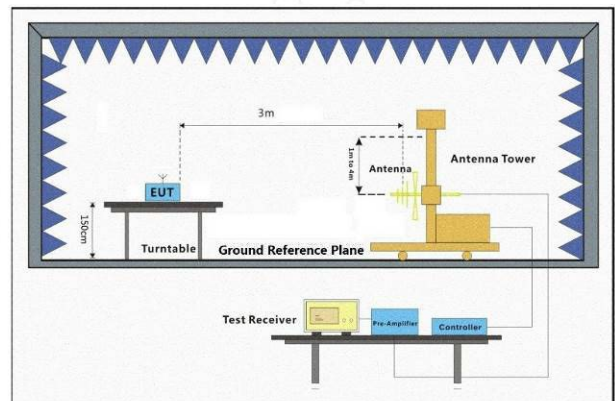 3m
1m to 4m
Antenna
Antenna Tower
EUT
150cm
Turntable
Ground Reference Plane
Test Receiver
Pre-Amplifier
Controller